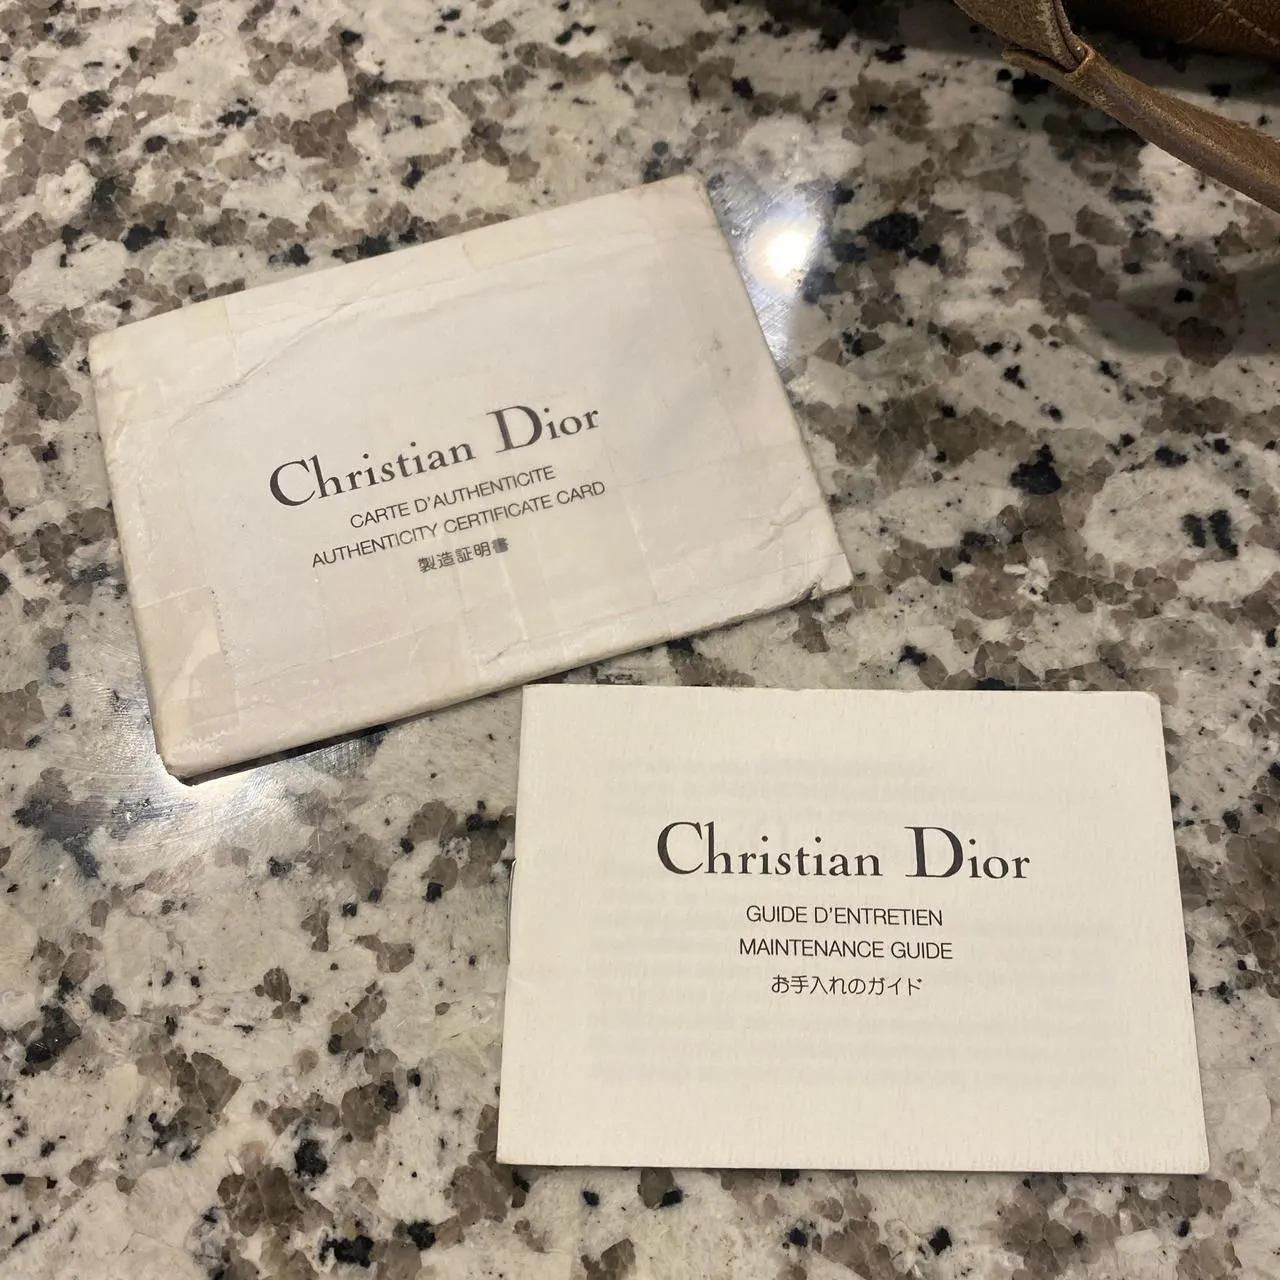 Christian Dior
CARTE D'AUTHENTICITE
AUTHENTICITY CERTIFICATE CARD
製造証明書
Christian Dior
GUIDE D'ENTRETIEN
MAINTENANCE GUIDE
お手入れのガイド